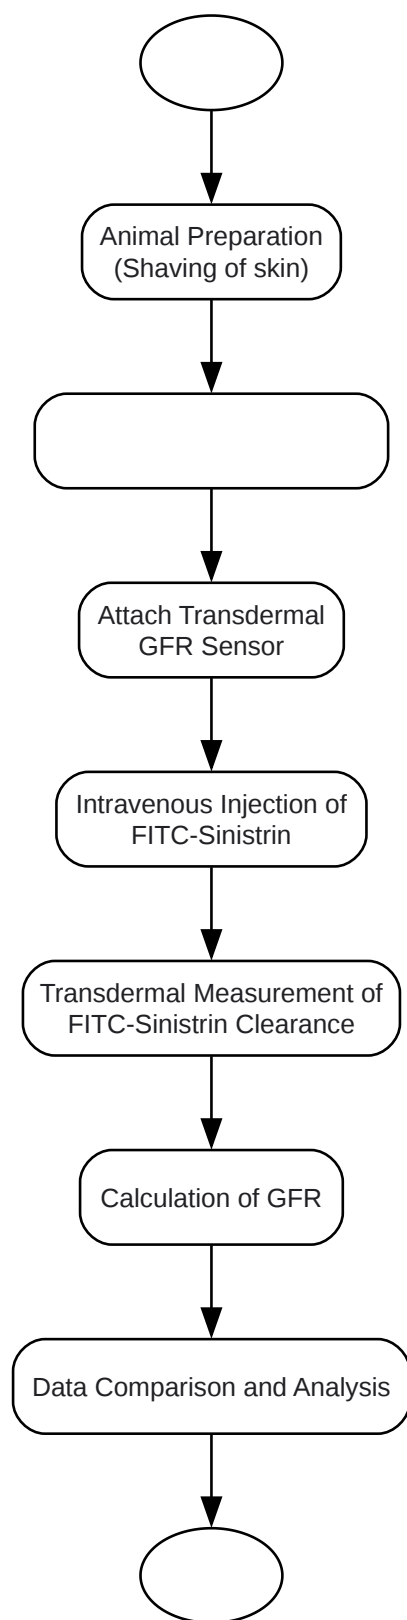 Animal Preparation
(Shaving of skin)
Attach Transdermal
GFR Sensor
Intravenous Injection of
FITC-Sinistrin
Transdermal Measurement of
FITC-Sinistrin Clearance
Calculation of GFR
Data Comparison and Analysis